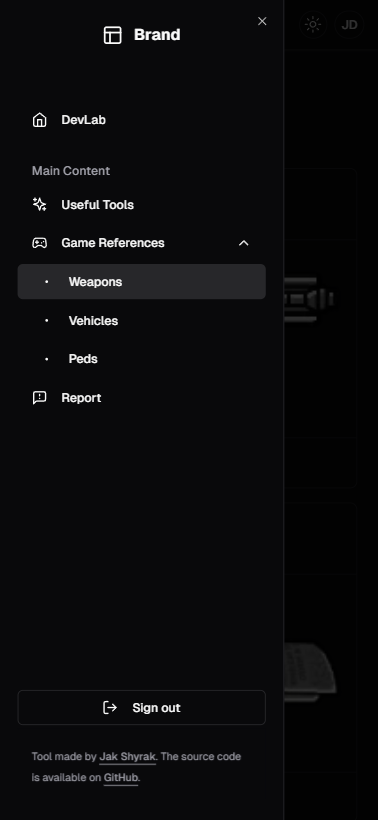 Brand
JD
DevLab
Main Content
Useful Tools
Game References
Weapons
Vehicles
Peds
Report
Sign out
Tool made by Jak Shyrak. The source code
is available on GitHub.